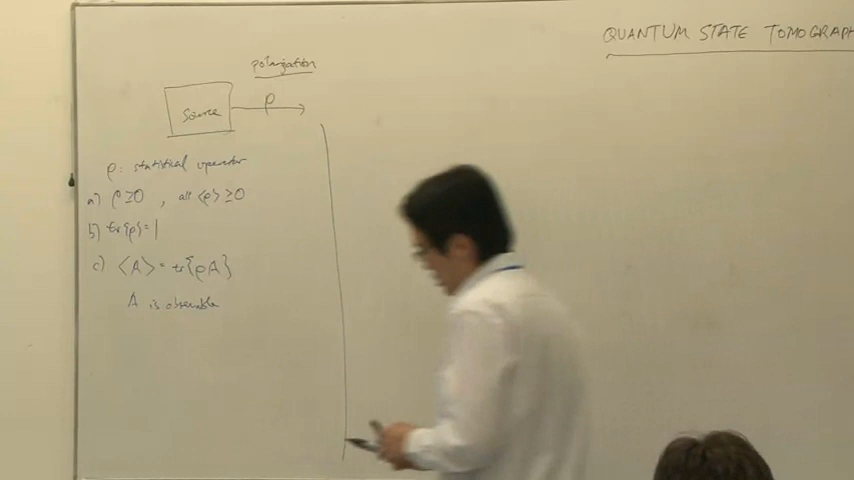 QUANTUM STATE TOMOGRAPH
polarization
Source
ρ
ρ: statistical operator
a) ρ≥0 , all <ρ> ≥0
b) tr{ρ}=1
c) <A> = tr{ρA}
A is observable